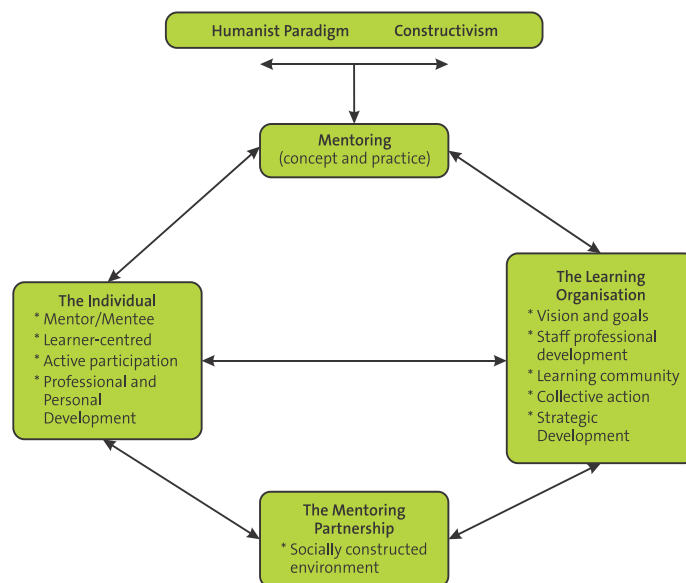 Humanist Paradigm Constructivism
Mentoring
(concept and practice)
The Individual
* Mentor/Mentee
* Learner-centred
* Active participation
* Professional and
Personal
Development
The Learning
Organisation
* Vision and goals
* Staff professional
development
* Learning community
* Collective action
* Strategic
Development
The Mentoring
Partnership
* Socially constructed
environment